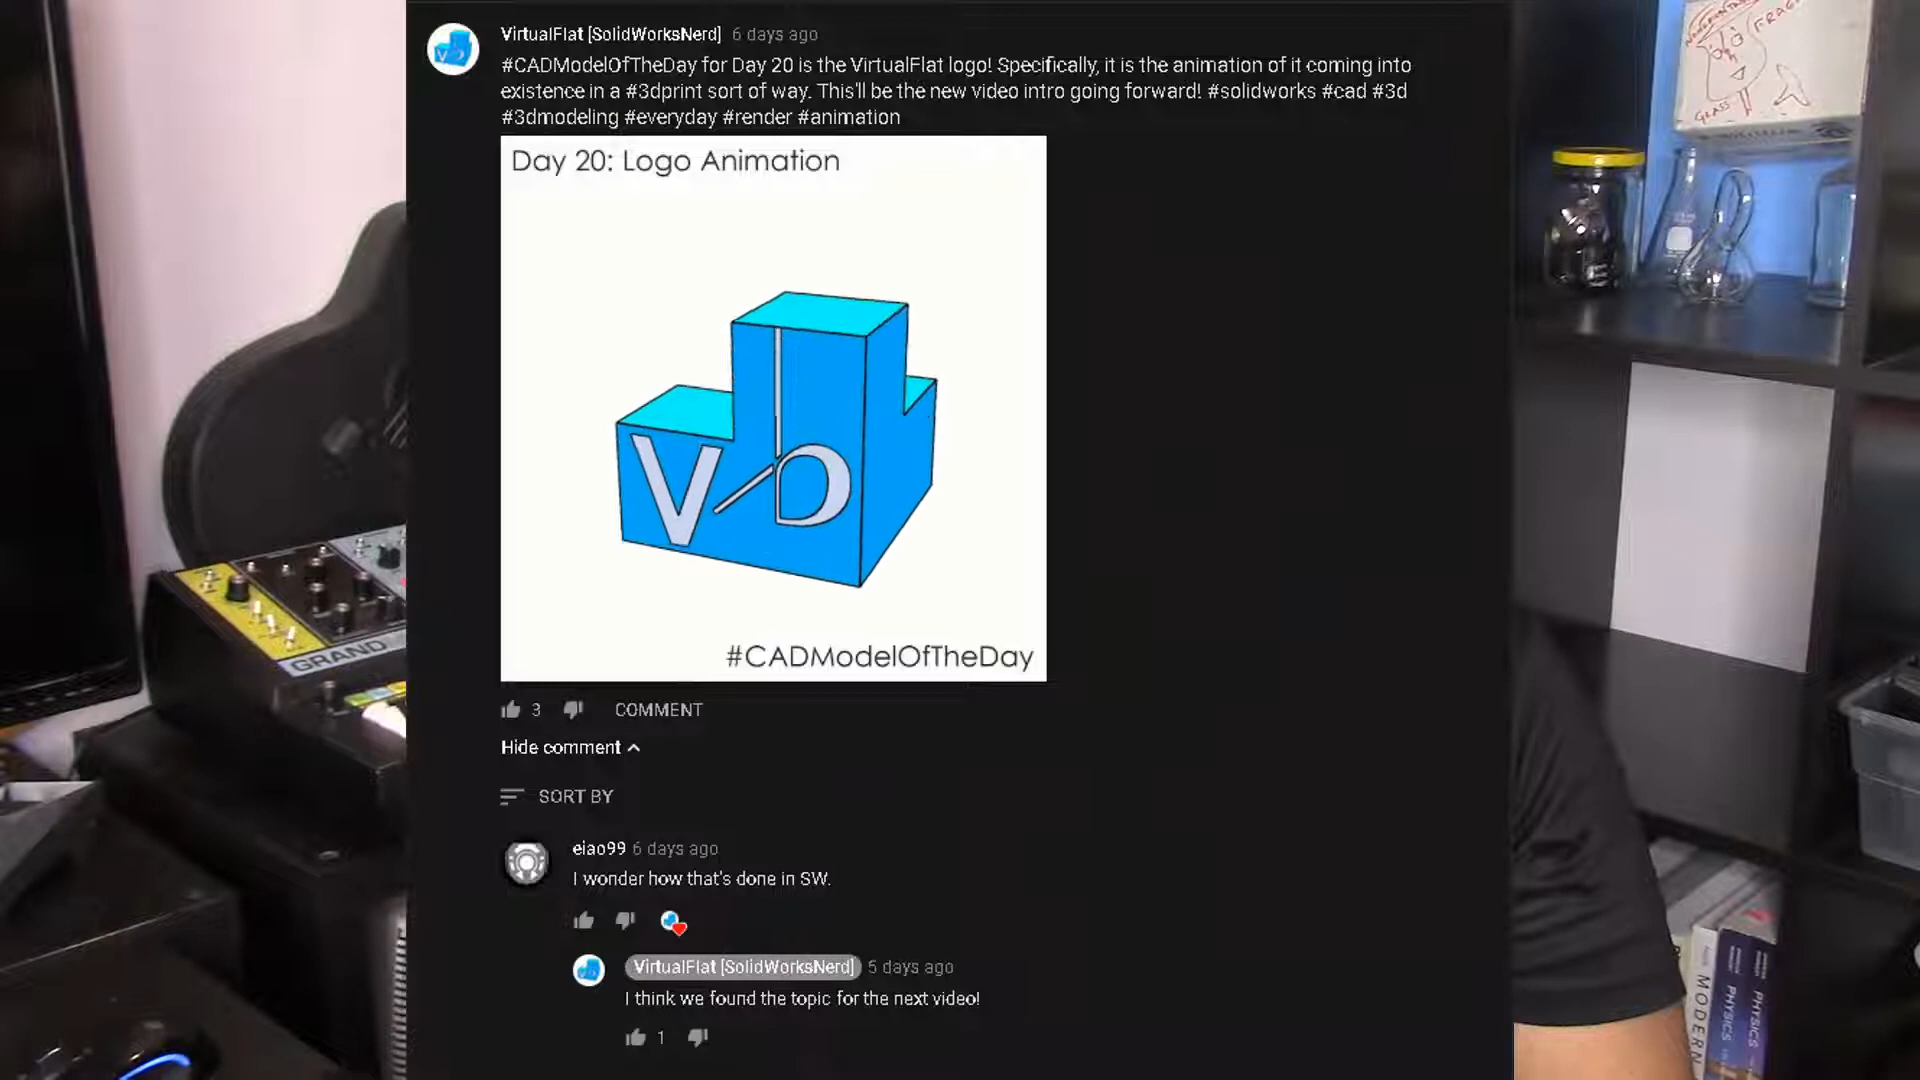 VirtualFlat [SolidWorksNerd] 6 days ago
#CADModelOfTheDay for Day 20 is the VirtualFlat logo! Specifically, it is the animation of it coming into
existence in a #3dprint sort of way. This'll be the new video intro going forward! #solidworks #cad #3d
#3dmodeling #everyday #render #animation
Day 20: Logo Animation
V D
#CADModelOfTheDay
3 COMMENT
Hide comment
SORT BY
eiao99 6 days ago
I wonder how that's done in SW.
VirtualFlat [SolidWorksNerd] 5 days ago
I think we found the topic for the next video!
1
GRAND
GLASS
FRAGI
MODERN
PHYSICS
PHYSICS